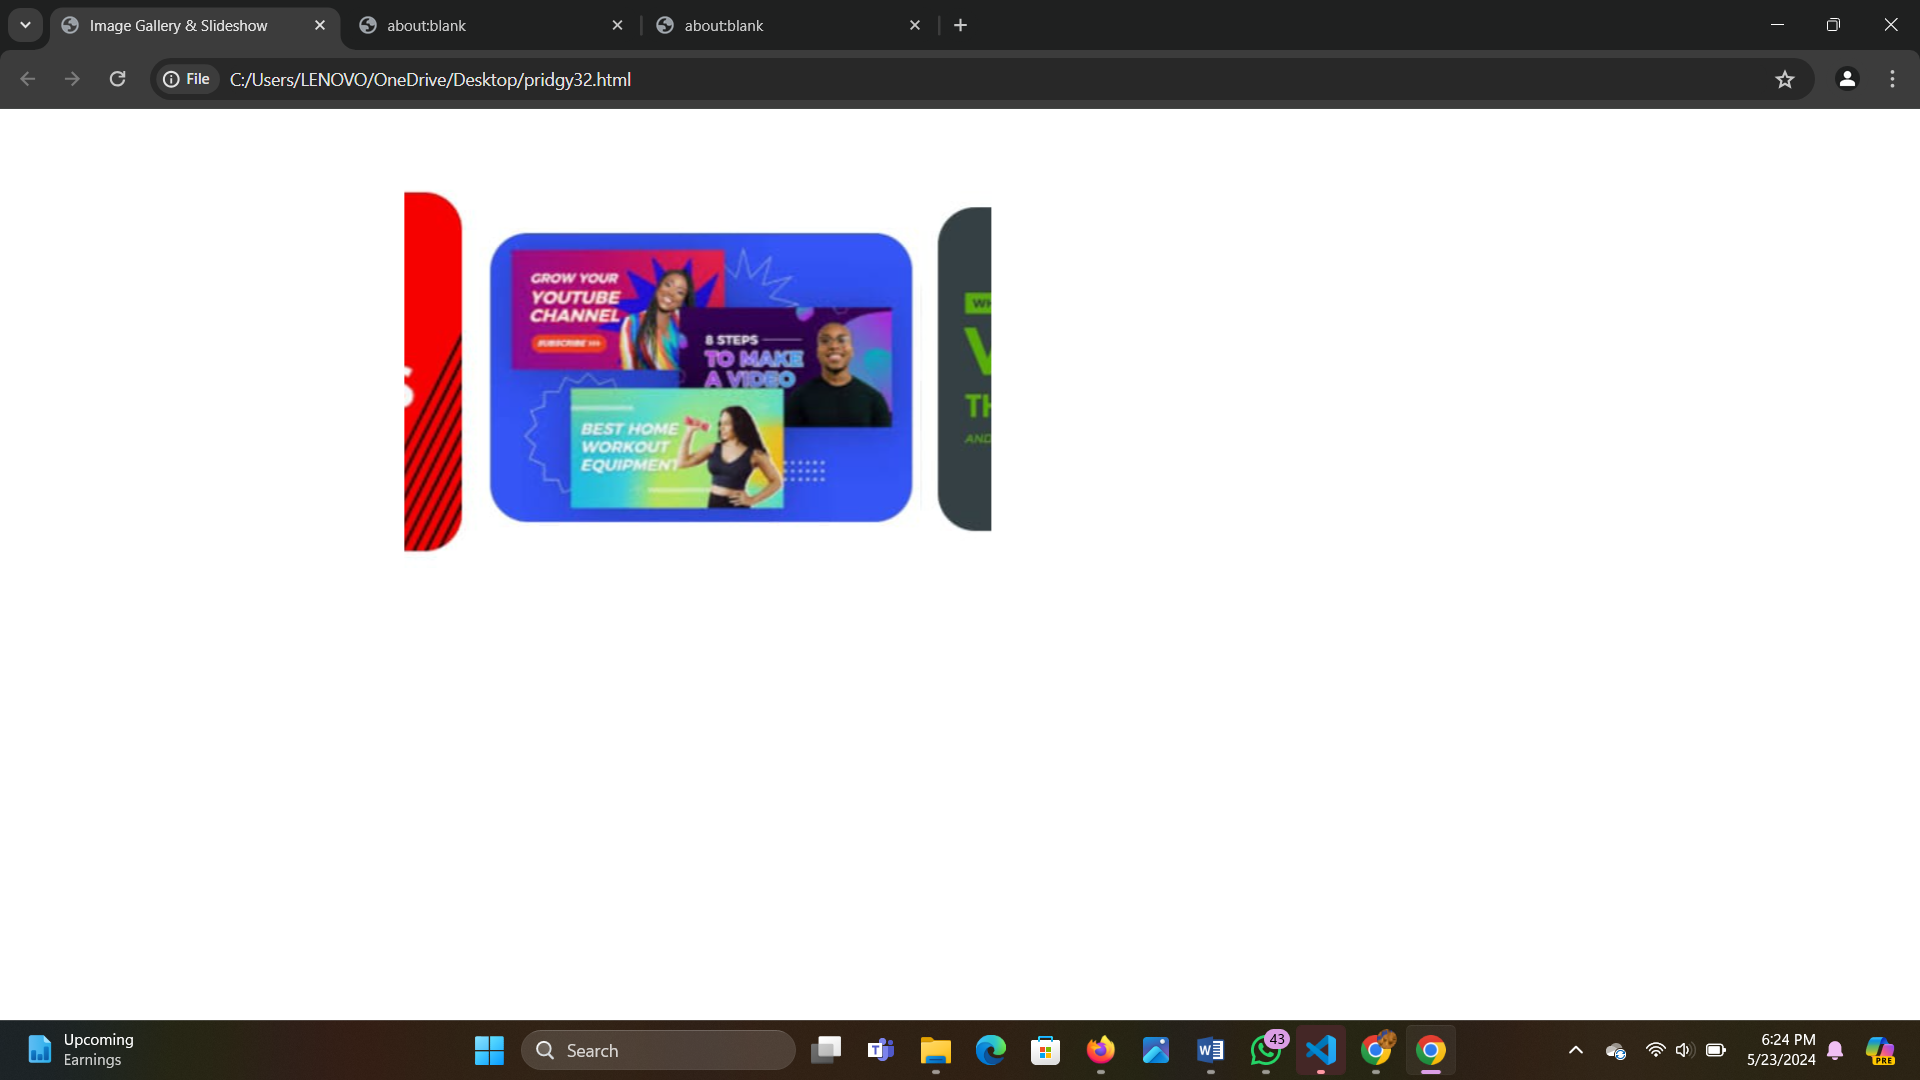 Image Gallery & Slideshow
about:blank
about:blank
File
C:/Users/LENOVO/OneDrive/Desktop/pridgy32.html
S
GROW YOUR
YOUTUBE
CHANNEL
SUBSCRIBE >>>
8 STEPS
TO MAKE
A VIDEO
BEST HOME
WORKOUT
EQUIPMENT
WH
V
TH
AND
Upcoming
Earnings
Search
43
6:24 PM
5/23/2024
PRE